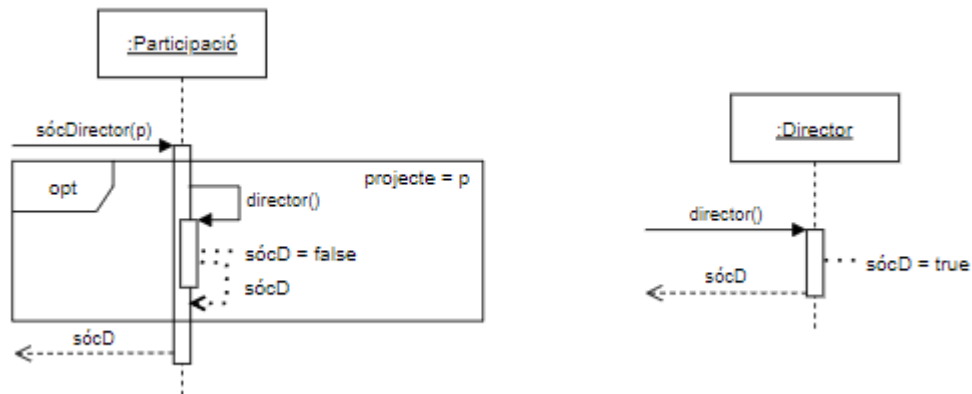 :Participació
sócDirector(p)
opt
projecte = p
director()
sócD = false
sócD
sócD
:Director
director()
sócD = true
sócD